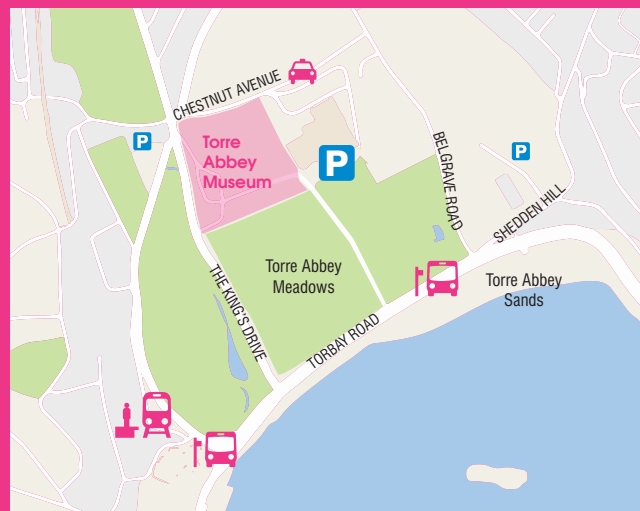 CHESTNUT AVENUE
P
Torre
Abbey
Museum
P
BELGRAVE ROAD
P
SHEDDEN HILL
Torre Abbey
Meadows
THE KING'S DRIVE
TORBAY ROAD
Torre Abbey
Sands